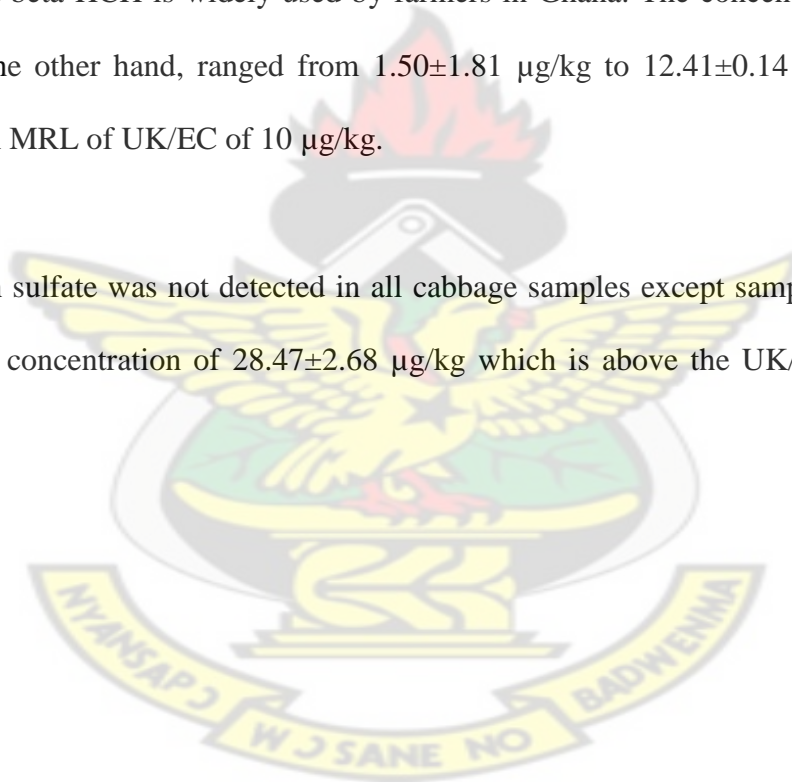 beta HCH is widely used by farmers in Ghana. The concen
other hand, ranged from 1.50±1.81 µg/kg to 12.41±0.14
MRL of UK/EC of 10 µg/kg.
sulfate was not detected in all cabbage samples except samp
concentration of 28.47±2.68 µg/kg which is above the UK/
NYANSAPƆ
WƆ SANE NO
BADWENMA